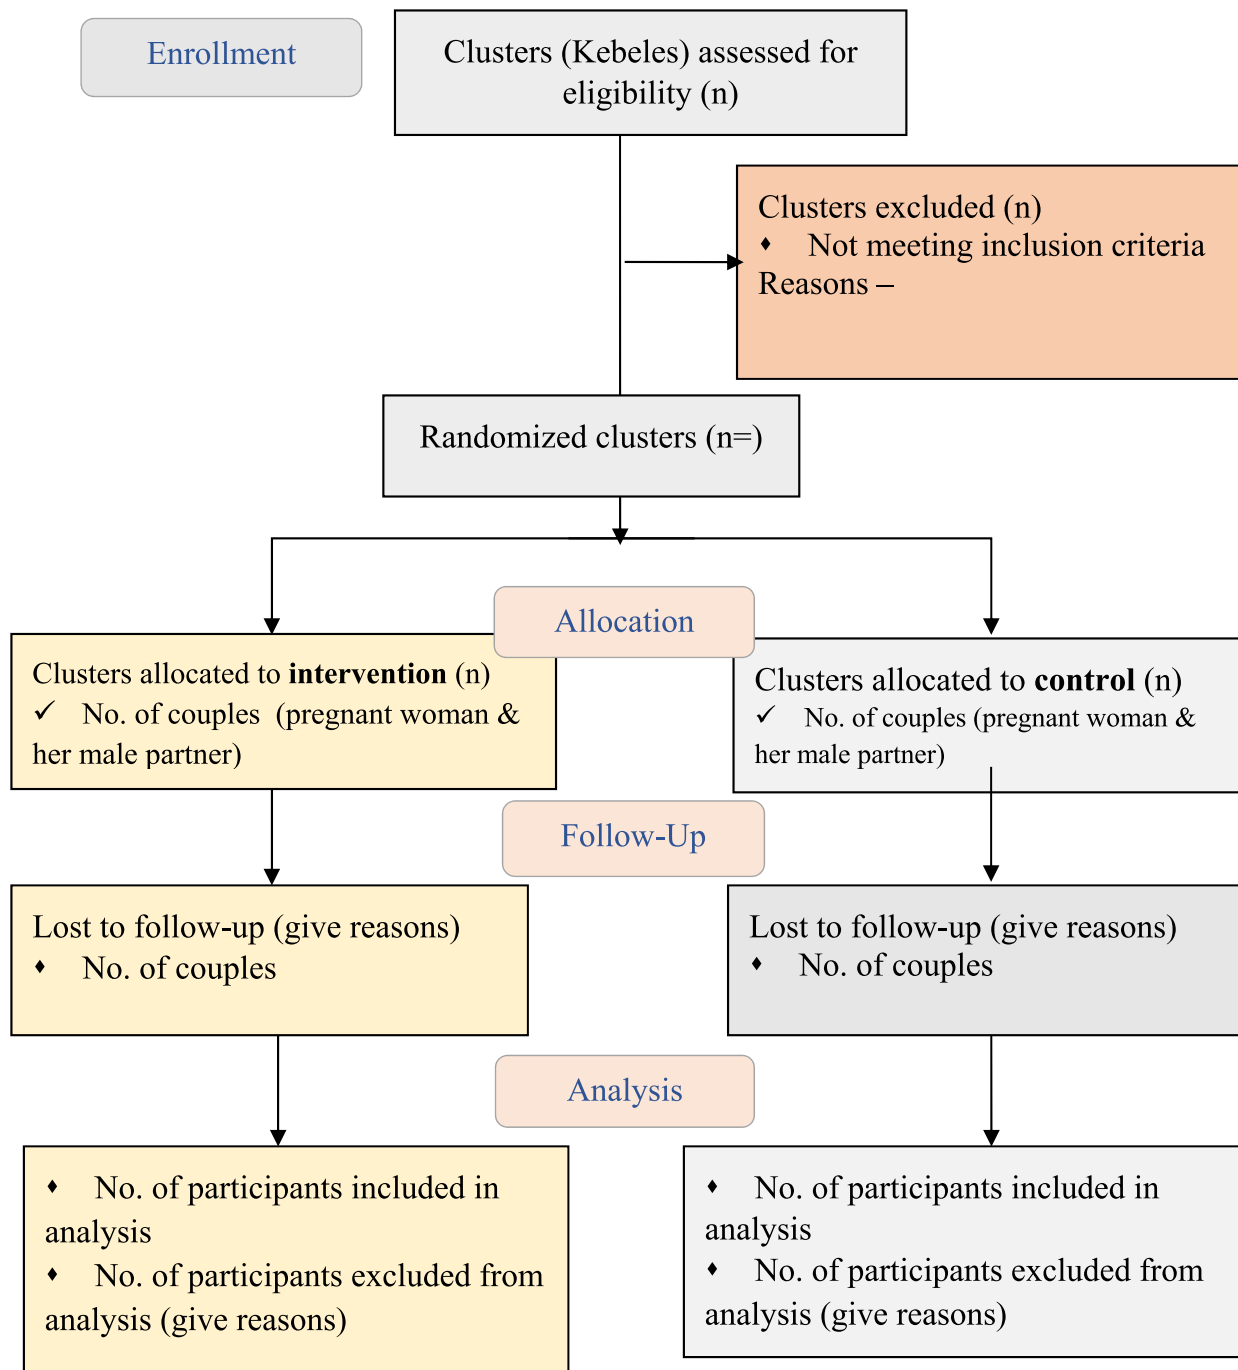 Enrollment
Clusters (Kebeles) assessed for
eligibility (n)
Clusters excluded (n)
♦ Not meeting inclusion criteria
Reasons –
Randomized clusters (n=)
Allocation
Clusters allocated to intervention (n)
✓ No. of couples (pregnant woman &
her male partner)
Clusters allocated to control (n)
✓ No. of couples (pregnant woman &
her male partner)
Follow-Up
Lost to follow-up (give reasons)
♦ No. of couples
Lost to follow-up (give reasons)
♦ No. of couples
Analysis
♦ No. of participants included in
analysis
♦ No. of participants excluded from
analysis (give reasons)
♦ No. of participants included in
analysis
♦ No. of participants excluded from
analysis (give reasons)